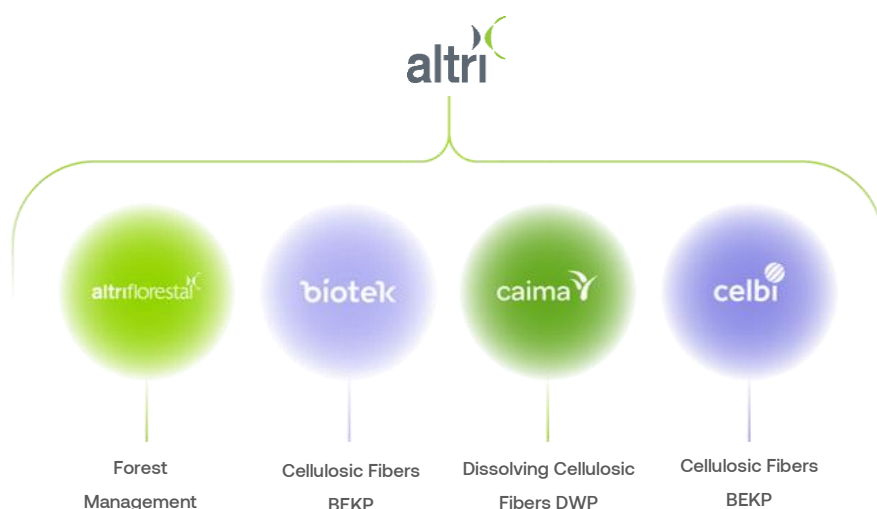 altri
altriflorestal
biotek
caima
celbi
Forest
Management
Cellulosic Fibers
BEKP
Dissolving Cellulosic
Fibers DWP
Cellulosic Fibers
BEKP